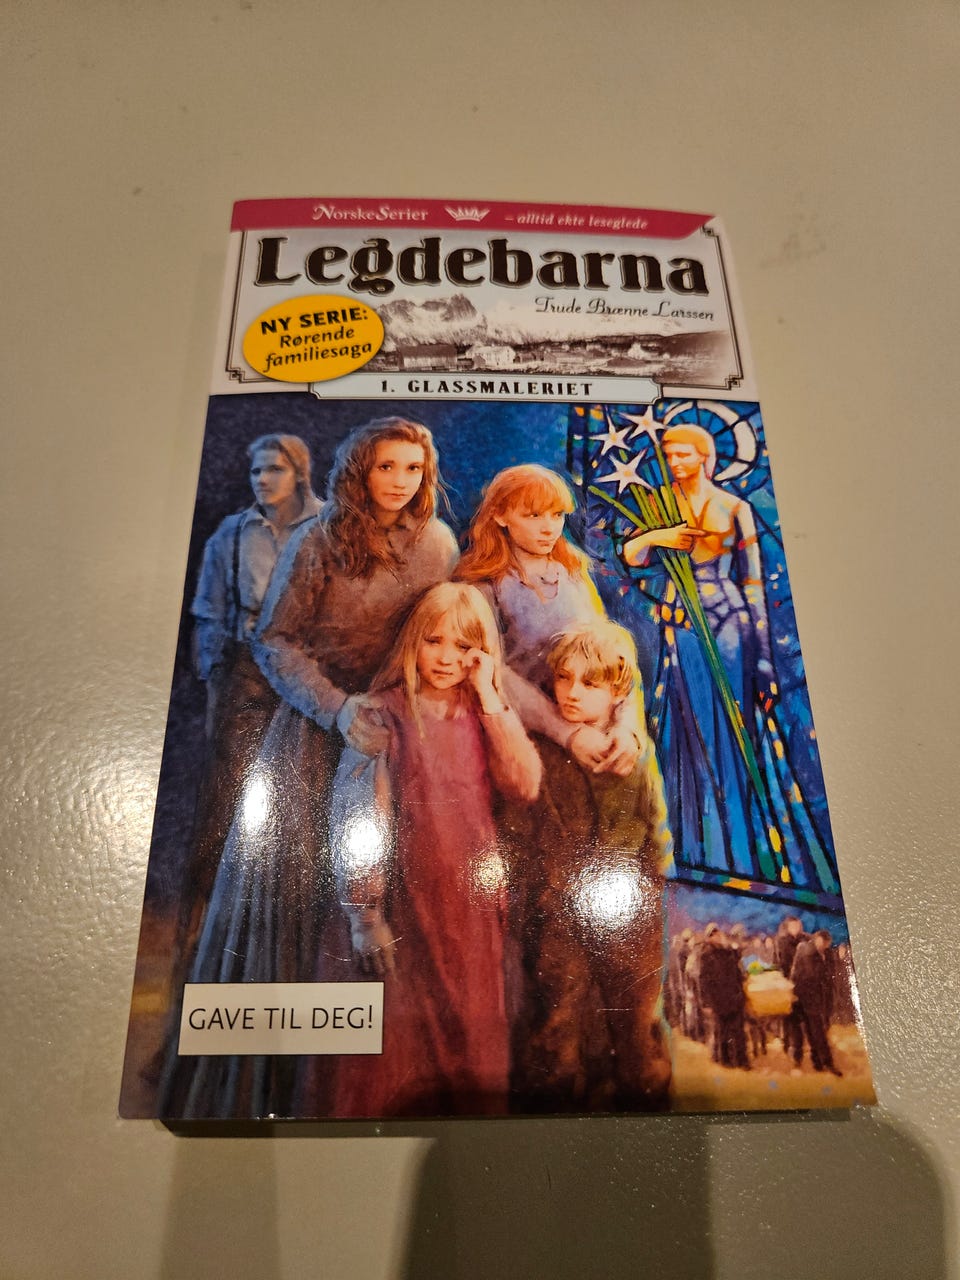 NorskeSerier – alltid ekte leseglede
Legdebarna
Trude Brænne Larssen
NY SERIE:
Rørende
familiesaga
1. GLASSMALERIET
GAVE TIL DEG!